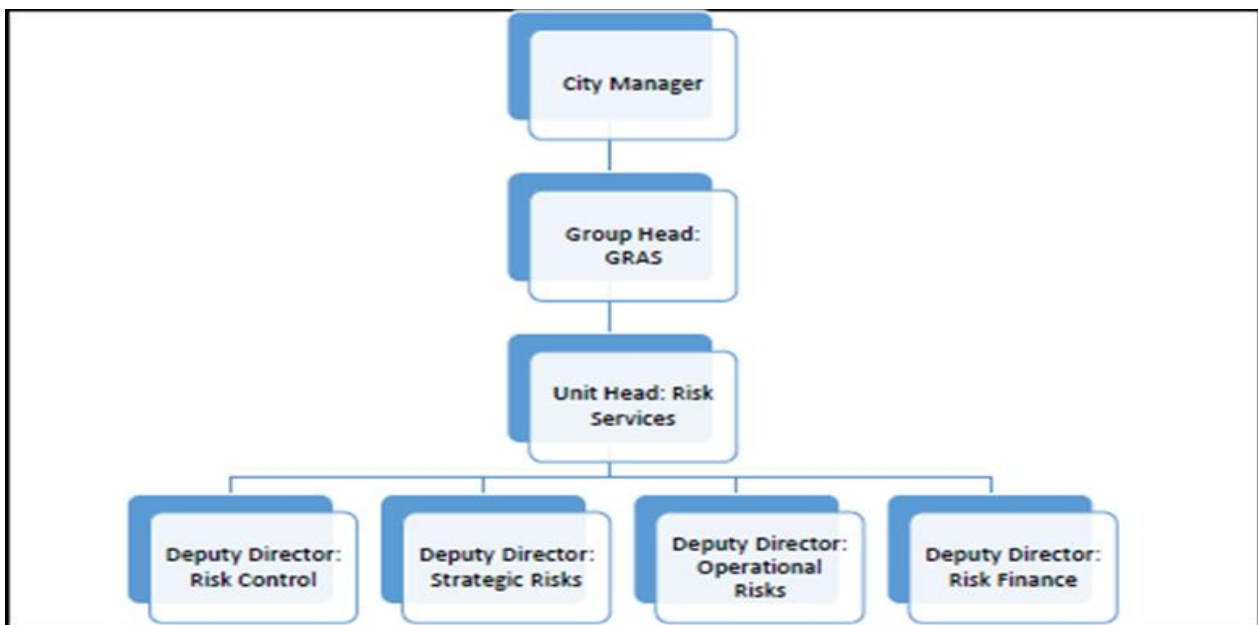 City Manager
Group Head:
GRAS
Unit Head: Risk
Services
Deputy Director:
Risk Control
Deputy Director:
Strategic Risks
Deputy Director:
Operational
Risks
Deputy Director:
Risk Finance